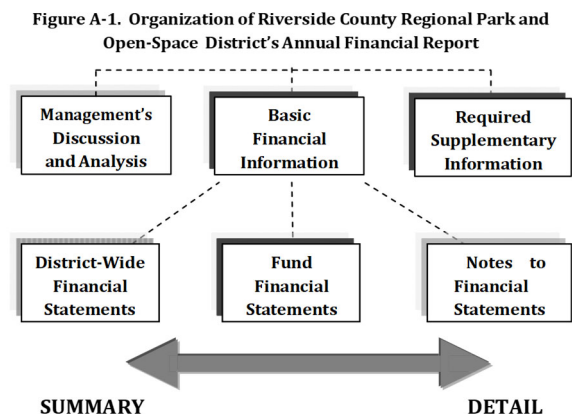 Figure A-1. Organization of Riverside County Regional Park and
Open-Space District's Annual Financial Report
Management's
Discussion
and Analysis
Basic
Financial
Information
Required
Supplementary
Information
District-Wide
Financial
Statements
Fund
Financial
Statements
Notes to
Financial
Statements
SUMMARY
DETAIL